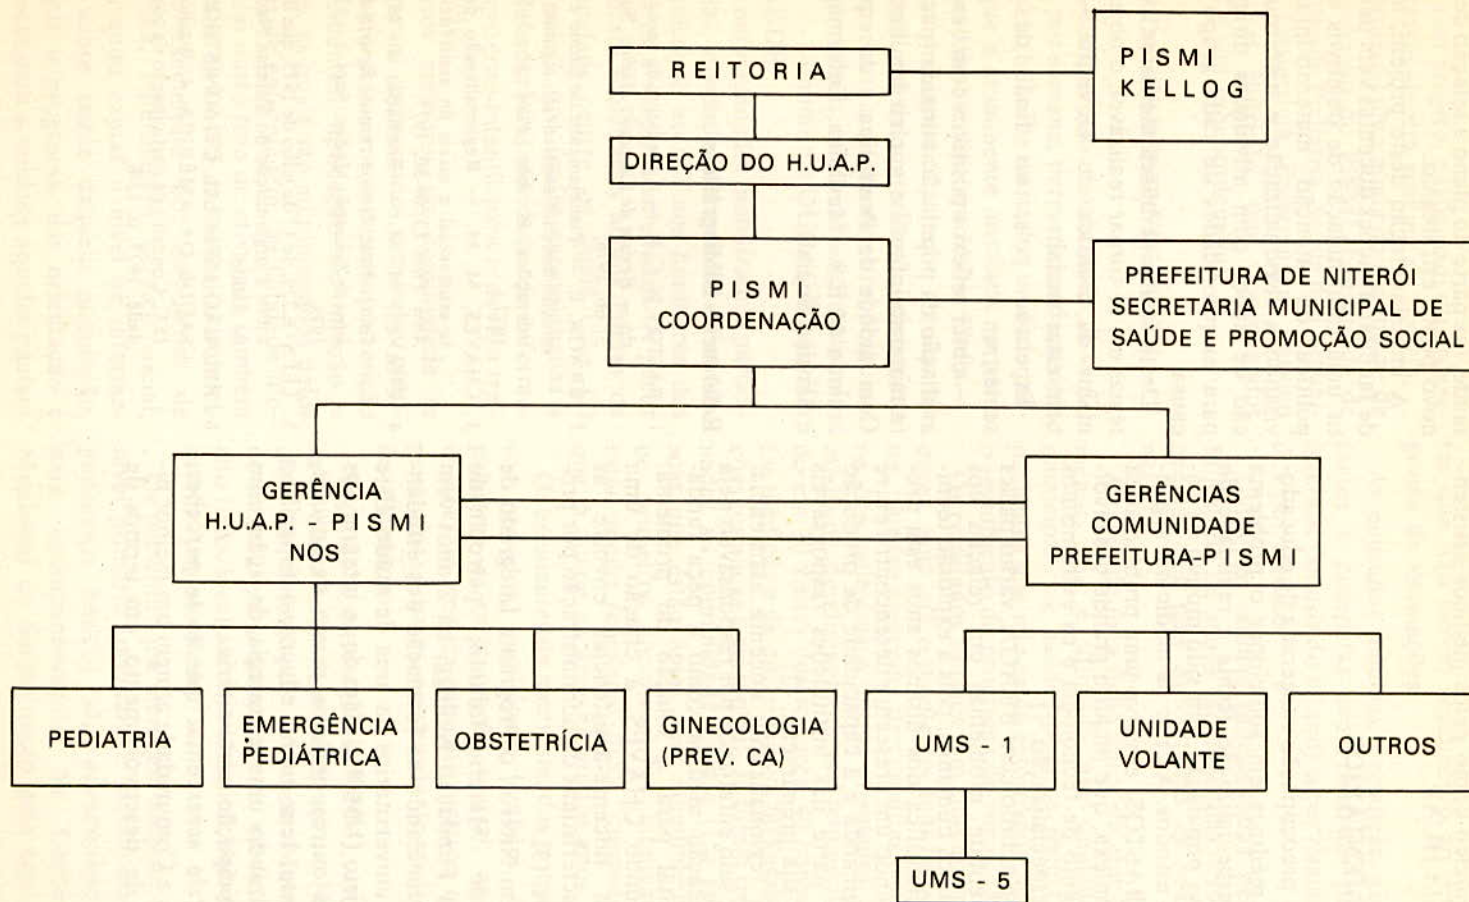 REITORIA
PISMI
KELLOG
DIREÇÃO DO H.U.A.P.
PISMI
COORDENAÇÃO
PREFEITURA DE NITERÓI
SECRETARIA MUNICIPAL DE
SAÚDE E PROMOÇÃO SOCIAL
GERÊNCIA
H.U.A.P. - PISMI
NOS
GERÊNCIAS
COMUNIDADE
PREFEITURA-PISMI
PEDIATRIA
EMERGÊNCIA
PEDIÁTRICA
OBSTETRÍCIA
GINECOLOGIA
(PREV. CA)
UMS - 1
UNIDADE
VOLANTE
OUTROS
UMS - 5